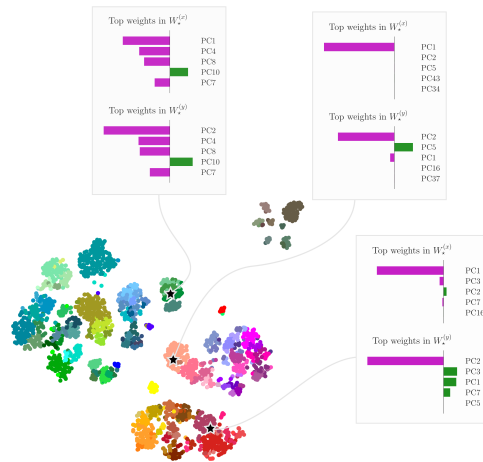 Top weights in W⋆^(x)
PC1
PC4
PC8
PC10
PC7
Top weights in W⋆^(y)
PC2
PC4
PC8
PC10
PC7
Top weights in W⋆^(x)
PC1
PC2
PC5
PC43
PC34
Top weights in W⋆^(y)
PC2
PC5
PC1
PC16
PC37
Top weights in W⋆^(x)
PC1
PC3
PC2
PC7
PC16
Top weights in W⋆^(y)
PC2
PC3
PC1
PC7
PC5